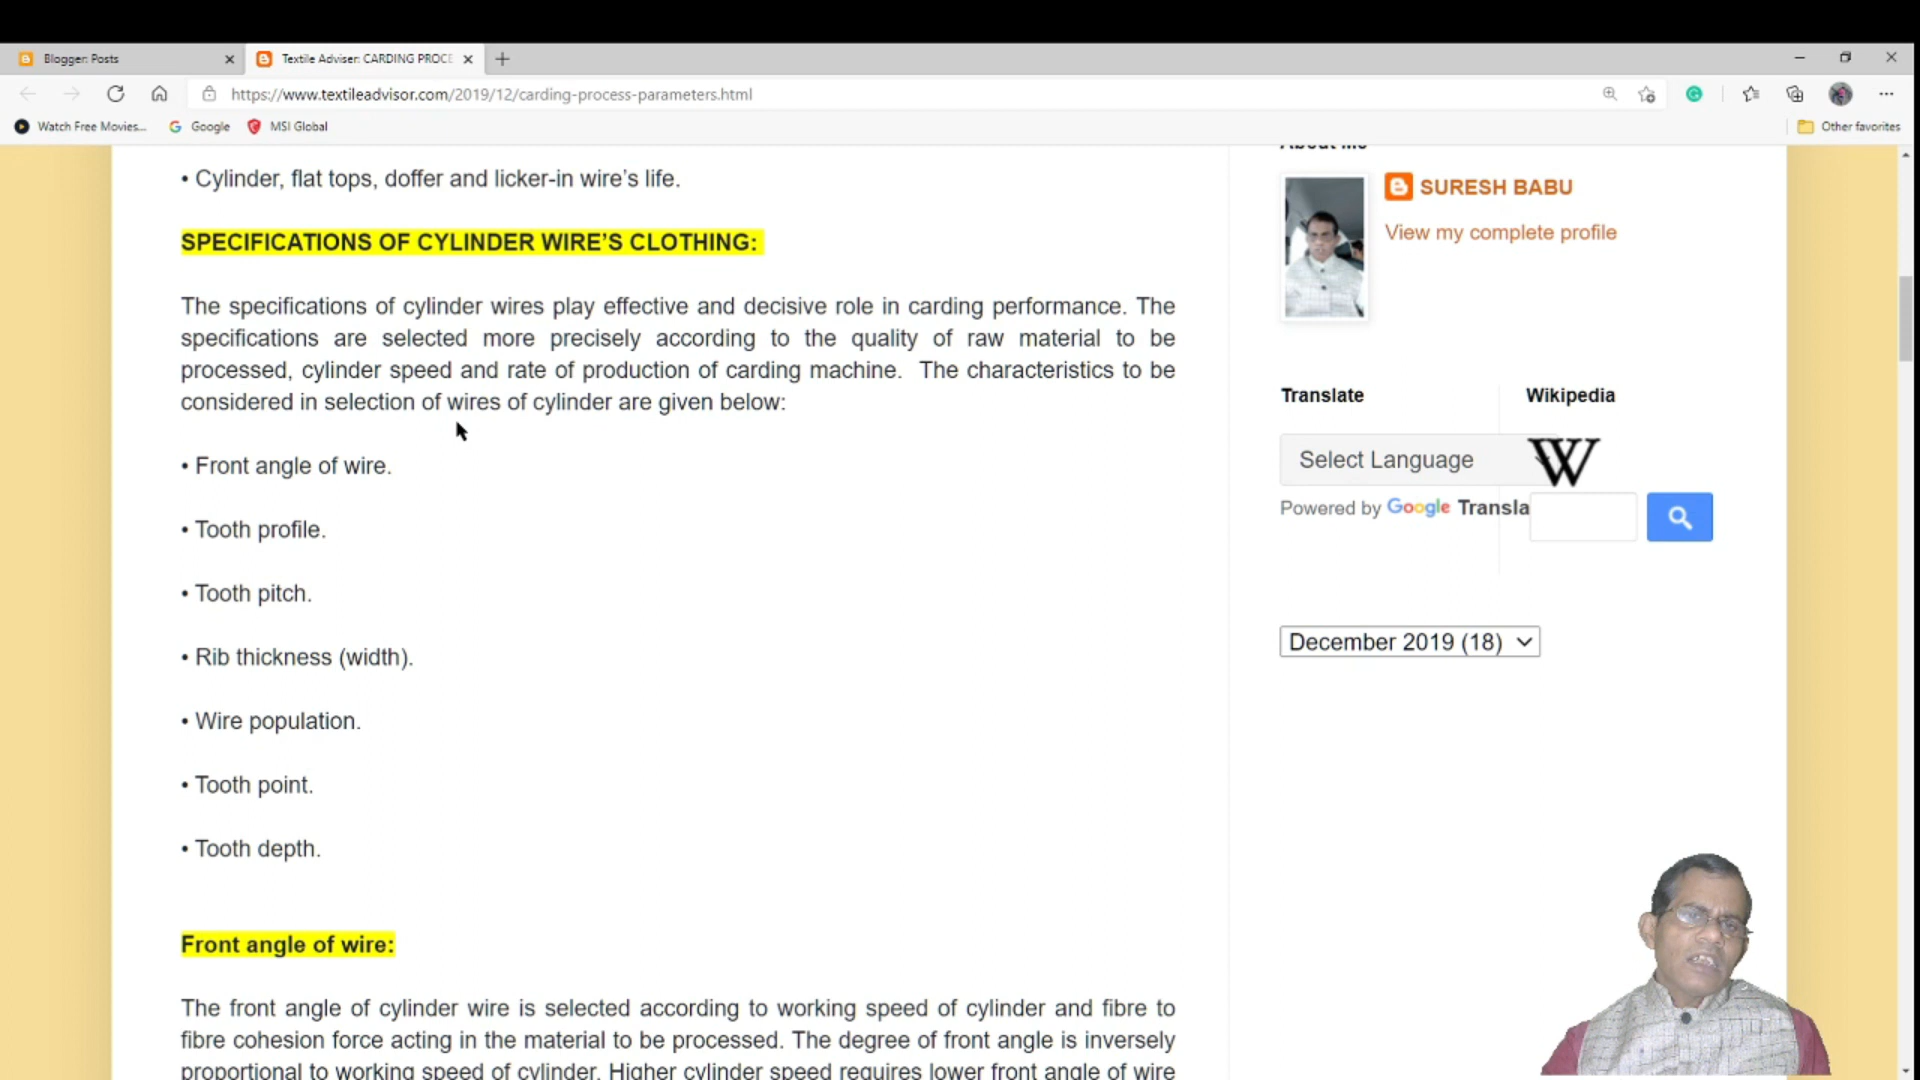 Blogger: Posts
Textile Adviser: CARDING PROCE
https://www.textileadvisor.com/2019/12/carding-process-parameters.html
Watch Free Movies...
Google
MSI Global
Other favorites
• Cylinder, flat tops, doffer and licker-in wire's life.
SPECIFICATIONS OF CYLINDER WIRE'S CLOTHING:
The specifications of cylinder wires play effective and decisive role in carding performance. The
specifications are selected more precisely according to the quality of raw material to be
processed, cylinder speed and rate of production of carding machine. The characteristics to be
considered in selection of wires of cylinder are given below:
• Front angle of wire.
• Tooth profile.
• Tooth pitch.
• Rib thickness (width).
• Wire population.
• Tooth point.
• Tooth depth.
Front angle of wire:
The front angle of cylinder wire is selected according to working speed of cylinder and fibre to
fibre cohesion force acting in the material to be processed. The degree of front angle is inversely
proportional to working speed of cylinder. Higher cylinder speed requires lower front angle of wire
About Me
SURESH BABU
View my complete profile
Translate
Select Language
Powered by Google Transla
Wikipedia
W
December 2019 (18)